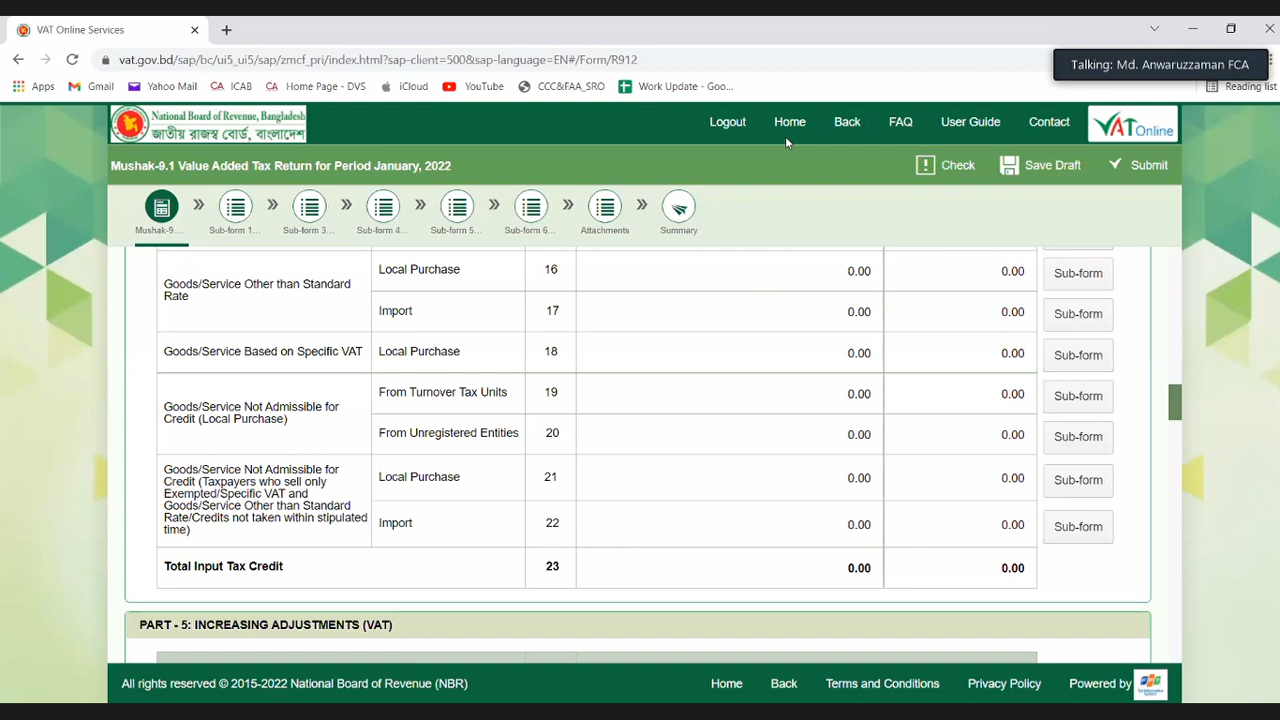 VAT Online Services
vat.gov.bd/sap/bc/ui5_ui5/sap/zmcf_pri/index.html?sap-client=500&sap-language=EN#/Form/R912
Talking: Md. Anwaruzzaman FCA
Apps Gmail Yahoo Mail ICAB Home Page - DVS iCloud YouTube CCC&FAA_SRO Work Update - Goo... Reading list
National Board of Revenue, Bangladesh
জাতীয় রাজস্ব বোর্ড, বাংলাদেশ
Logout Home Back FAQ User Guide Contact VAT Online
Mushak-9.1 Value Added Tax Return for Period January, 2022
Check Save Draft Submit
Mushak-9.... Sub-form 1... Sub-form 3... Sub-form 4... Sub-form 5... Sub-form 6... Attachments Summary
Goods/Service Other than Standard
Rate
Local Purchase 16 0.00 0.00 Sub-form
Import 17 0.00 0.00 Sub-form
Goods/Service Based on Specific VAT Local Purchase 18 0.00 0.00 Sub-form
Goods/Service Not Admissible for
Credit (Local Purchase)
From Turnover Tax Units 19 0.00 0.00 Sub-form
From Unregistered Entities 20 0.00 0.00 Sub-form
Goods/Service Not Admissible for
Credit (Taxpayers who sell only
Exempted/Specific VAT and
Goods/Service Other than Standard
Rate/Credits not taken within stipulated
time)
Local Purchase 21 0.00 0.00 Sub-form
Import 22 0.00 0.00 Sub-form
Total Input Tax Credit 23 0.00 0.00
PART - 5: INCREASING ADJUSTMENTS (VAT)
All rights reserved © 2015-2022 National Board of Revenue (NBR) Home Back Terms and Conditions Privacy Policy Powered by FPT